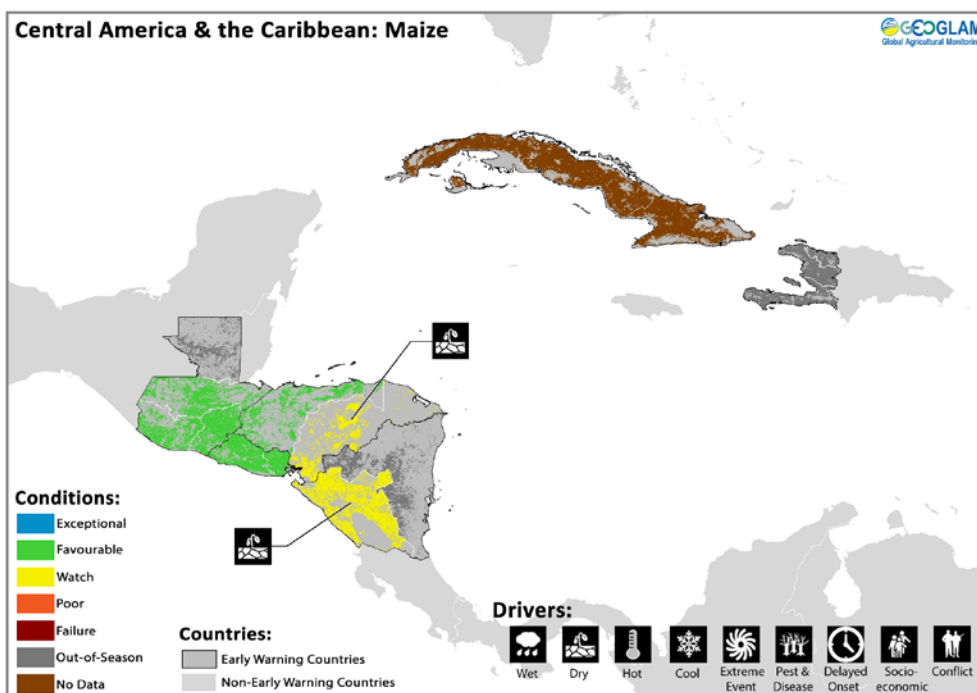 Central America & the Caribbean: Maize
GEOGLAM
Global Agricultural Monitoring
Conditions:
Exceptional
Favourable
Watch
Poor
Failure
Out-of-Season
No Data
Countries:
Early Warning Countries
Non-Early Warning Countries
Drivers:
Wet
Dry
Hot
Cool
Extreme Event
Pest & Disease
Delayed Onset
Socio-economic
Conflict